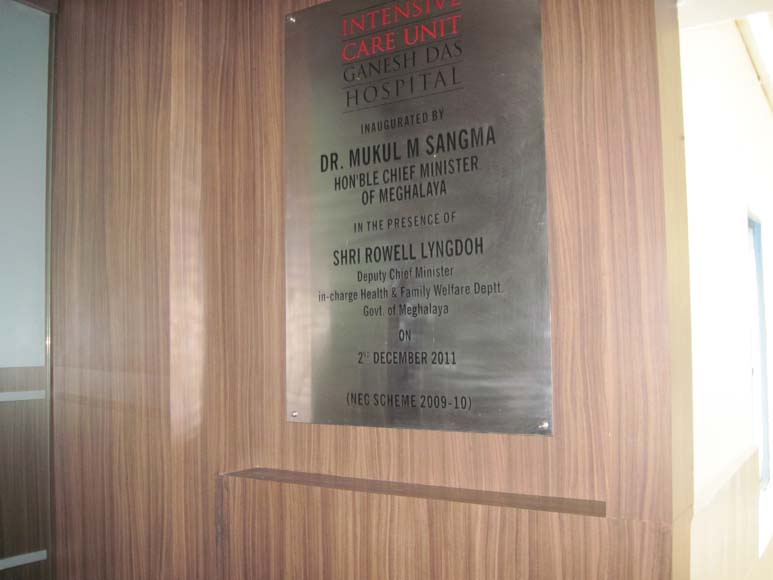 INTENSIVE
CARE UNIT
GANESH DAS
HOSPITAL
INAUGURATED BY
DR. MUKUL M SANGMA
HON'BLE CHIEF MINISTER
OF MEGHALAYA
IN THE PRESENCE OF
SHRI ROWELL LYNGDOH
Deputy Chief Minister
in-charge Health & Family Welfare Deptt.
Govt. of Meghalaya
ON
2ND DECEMBER 2011
(NEC SCHEME 2009-10)